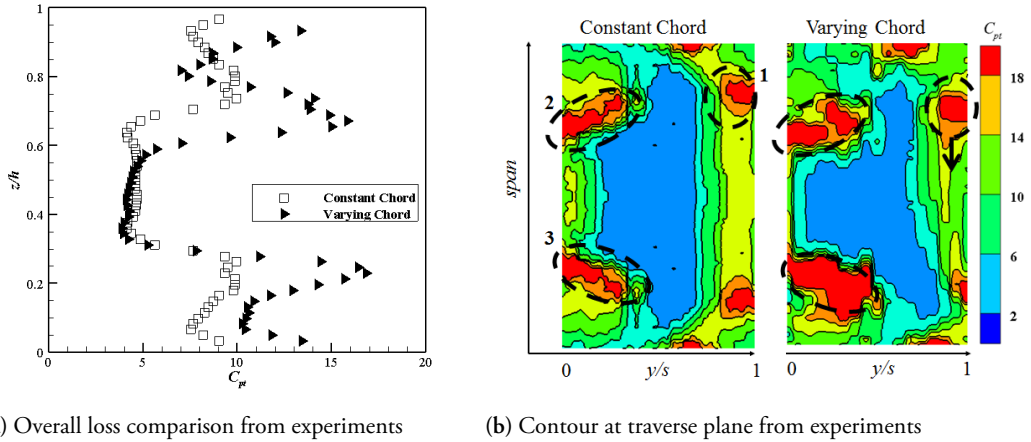 1
0.8
0.6
0.4
0.2
0
z/h
Constant Chord
Varying Chord
0 5 10 15 20
Cpt
) Overall loss comparison from experiments
Constant Chord
Varying Chord
Cpt
span
1
2
3
0 y/s 1
0 y/s 1
18
14
10
6
2
(b) Contour at traverse plane from experiments